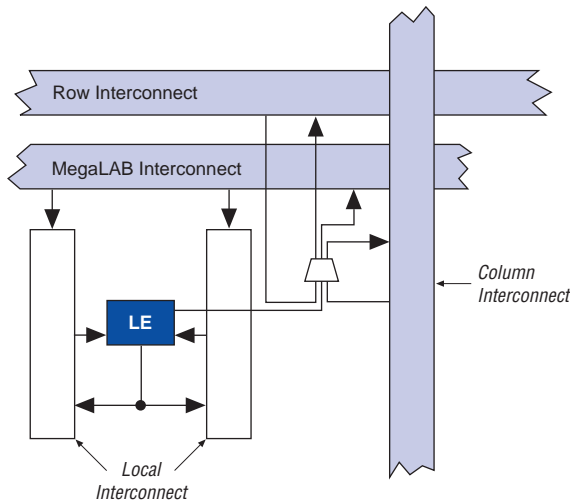 Row Interconnect
MegaLAB Interconnect
Column
Interconnect
LE
Local
Interconnect